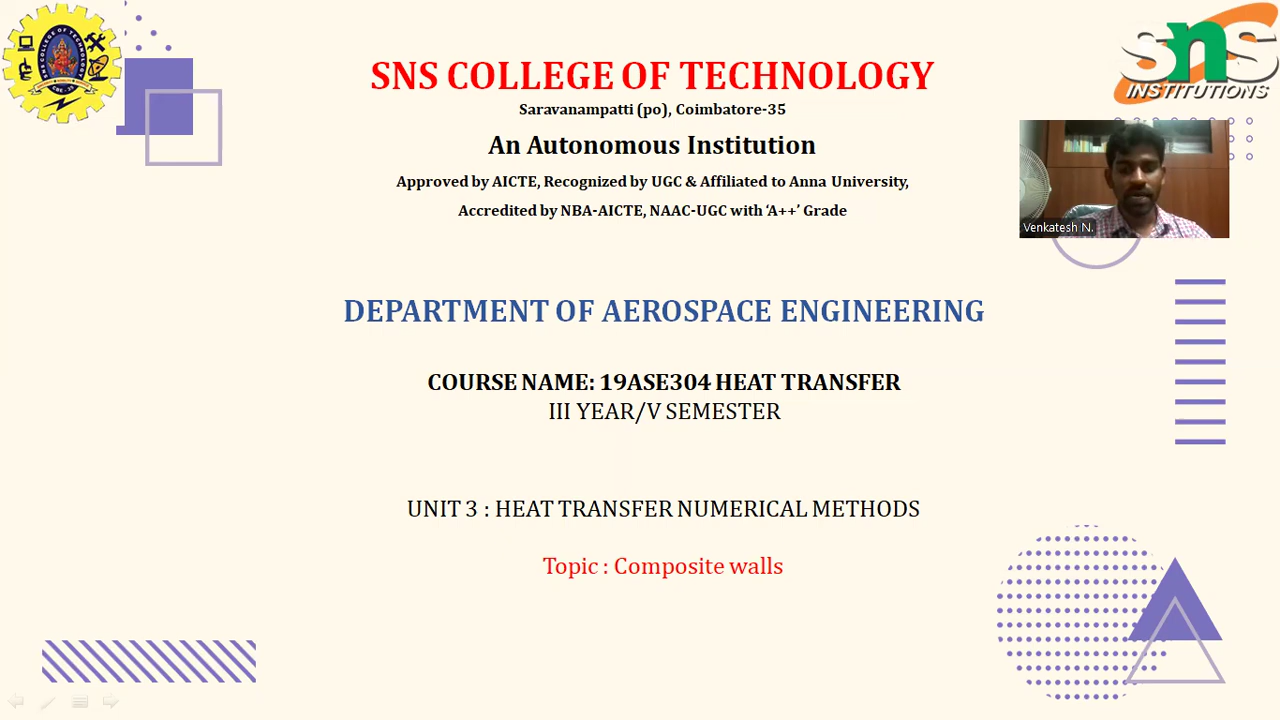 SNS COLLEGE OF TECHNOLOGY
Saravanampatti (po), Coimbatore-35
An Autonomous Institution
Approved by AICTE, Recognized by UGC & Affiliated to Anna University,
Accredited by NBA-AICTE, NAAC-UGC with ‘A++’ Grade
sns
INSTITUTIONS
Venkatesh N.
DEPARTMENT OF AEROSPACE ENGINEERING
COURSE NAME: 19ASE304 HEAT TRANSFER
III YEAR/V SEMESTER
UNIT 3 : HEAT TRANSFER NUMERICAL METHODS
Topic : Composite walls